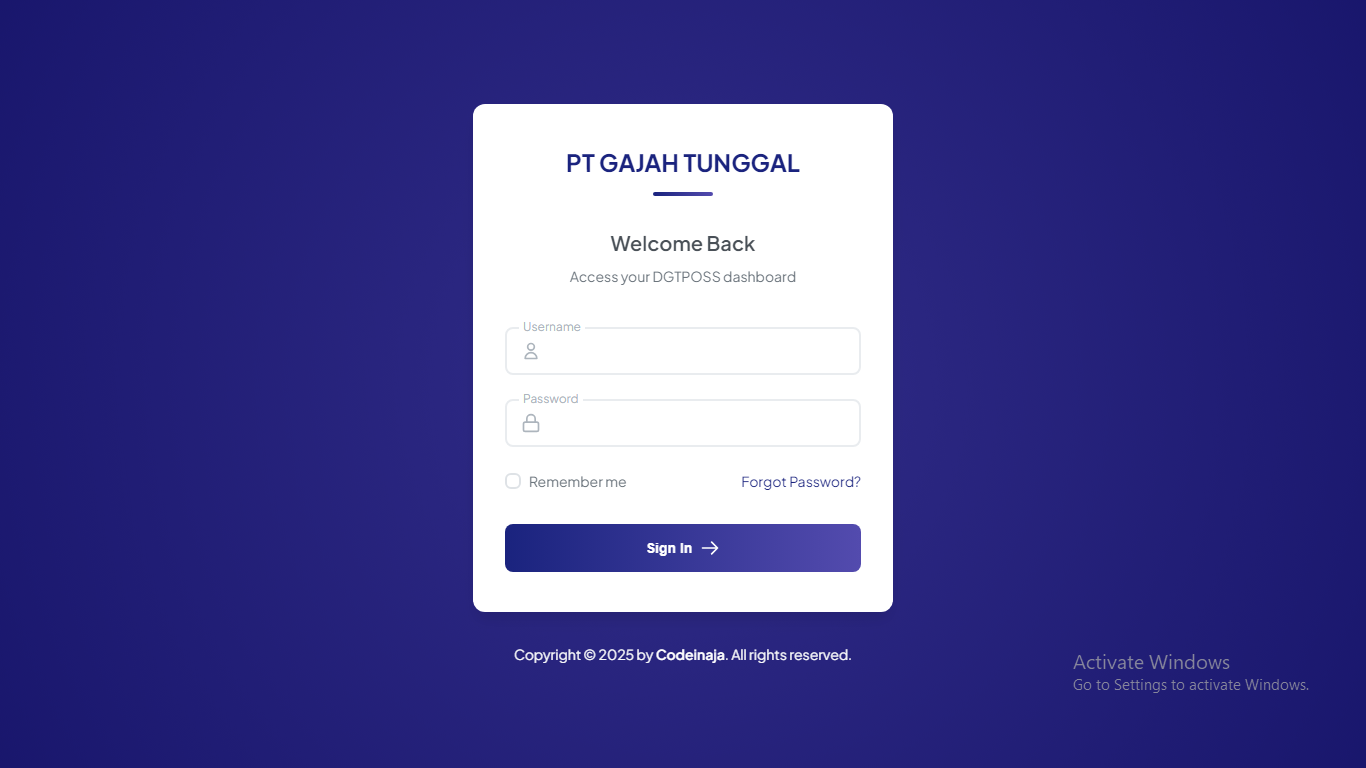 PT GAJAH TUNGGAL
Welcome Back
Access your DGTPOSS dashboard
Username
Password
Remember me
Forgot Password?
Sign In
Copyright © 2025 by Codeinaja. All rights reserved.
Activate Windows
Go to Settings to activate Windows.